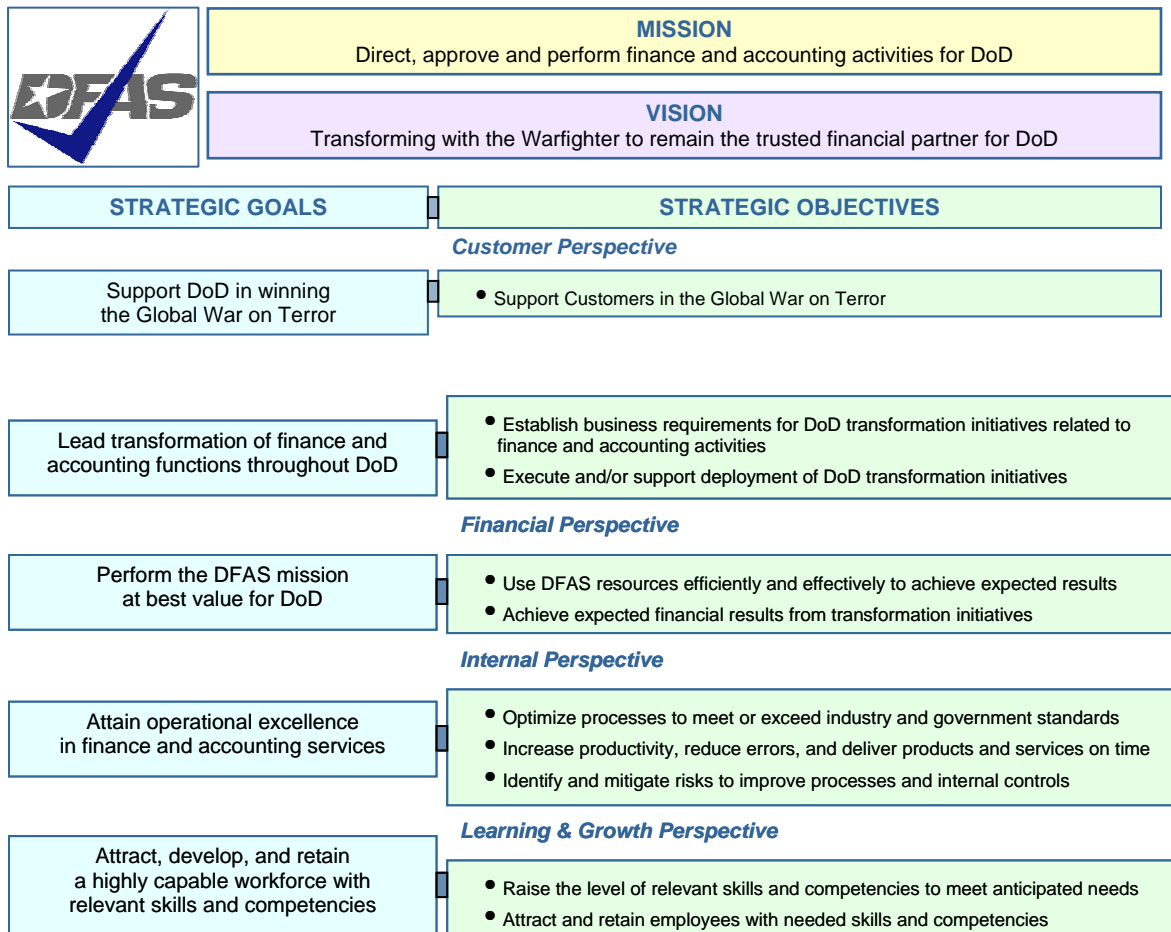 DFAS
MISSION
Direct, approve and perform finance and accounting activities for DoD
VISION
Transforming with the Warfighter to remain the trusted financial partner for DoD
STRATEGIC GOALS
STRATEGIC OBJECTIVES
Customer Perspective
Support DoD in winning
the Global War on Terror
• Support Customers in the Global War on Terror
Lead transformation of finance and
accounting functions throughout DoD
• Establish business requirements for DoD transformation initiatives related to
finance and accounting activities
• Execute and/or support deployment of DoD transformation initiatives
Financial Perspective
Perform the DFAS mission
at best value for DoD
• Use DFAS resources efficiently and effectively to achieve expected results
• Achieve expected financial results from transformation initiatives
Internal Perspective
Attain operational excellence
in finance and accounting services
• Optimize processes to meet or exceed industry and government standards
• Increase productivity, reduce errors, and deliver products and services on time
• Identify and mitigate risks to improve processes and internal controls
Learning & Growth Perspective
Attract, develop, and retain
a highly capable workforce with
relevant skills and competencies
• Raise the level of relevant skills and competencies to meet anticipated needs
• Attract and retain employees with needed skills and competencies